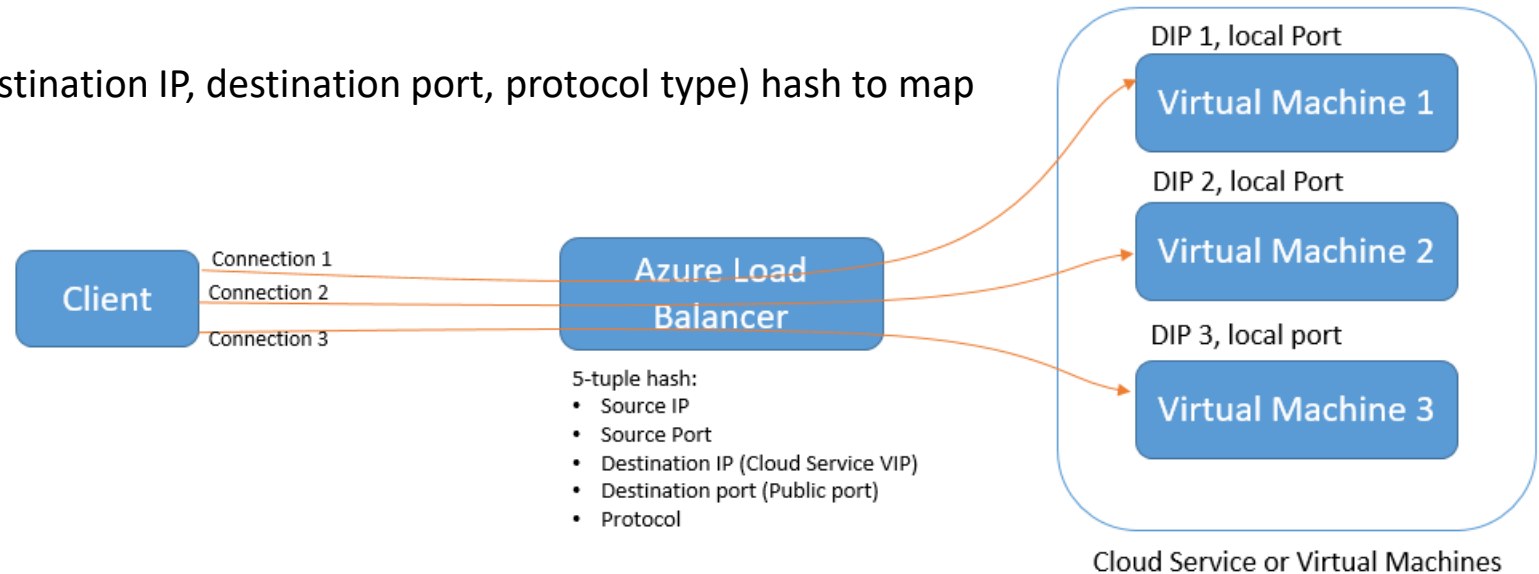 stination IP, destination port, protocol type) hash to map
DIP 1, local Port
Virtual Machine 1
DIP 2, local Port
Virtual Machine 2
Client
Connection 1
Connection 2
Connection 3
Azure Load
Balancer
DIP 3, local port
Virtual Machine 3
5-tuple hash:
• Source IP
• Source Port
• Destination IP (Cloud Service VIP)
• Destination port (Public port)
• Protocol
Cloud Service or Virtual Machines